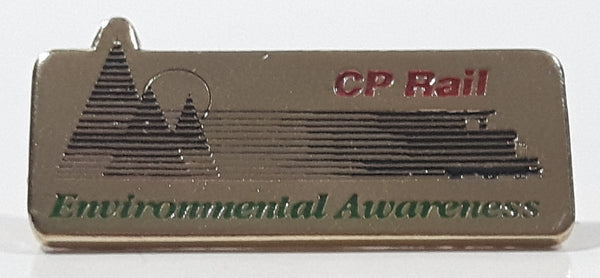 CP Rail
Environmental Awareness